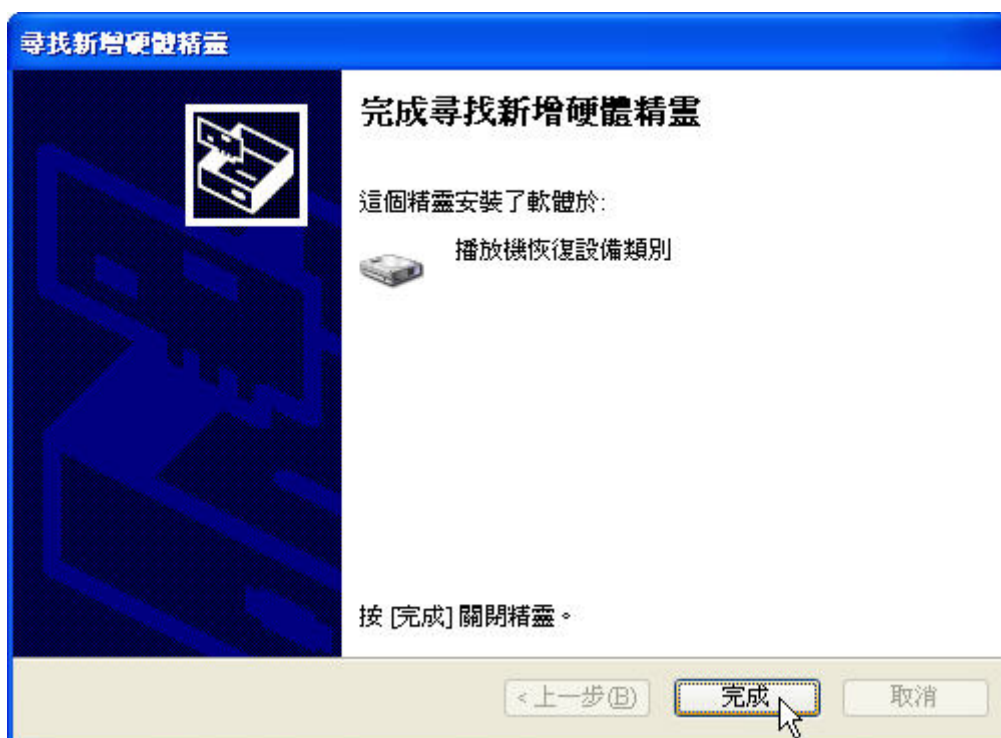 尋找新增硬體精靈
完成尋找新增硬體精靈
這個精靈安裝了軟體於:
播放機恢復設備類別
按 [完成] 關閉精靈。
< 上一步(B)
完成
取消